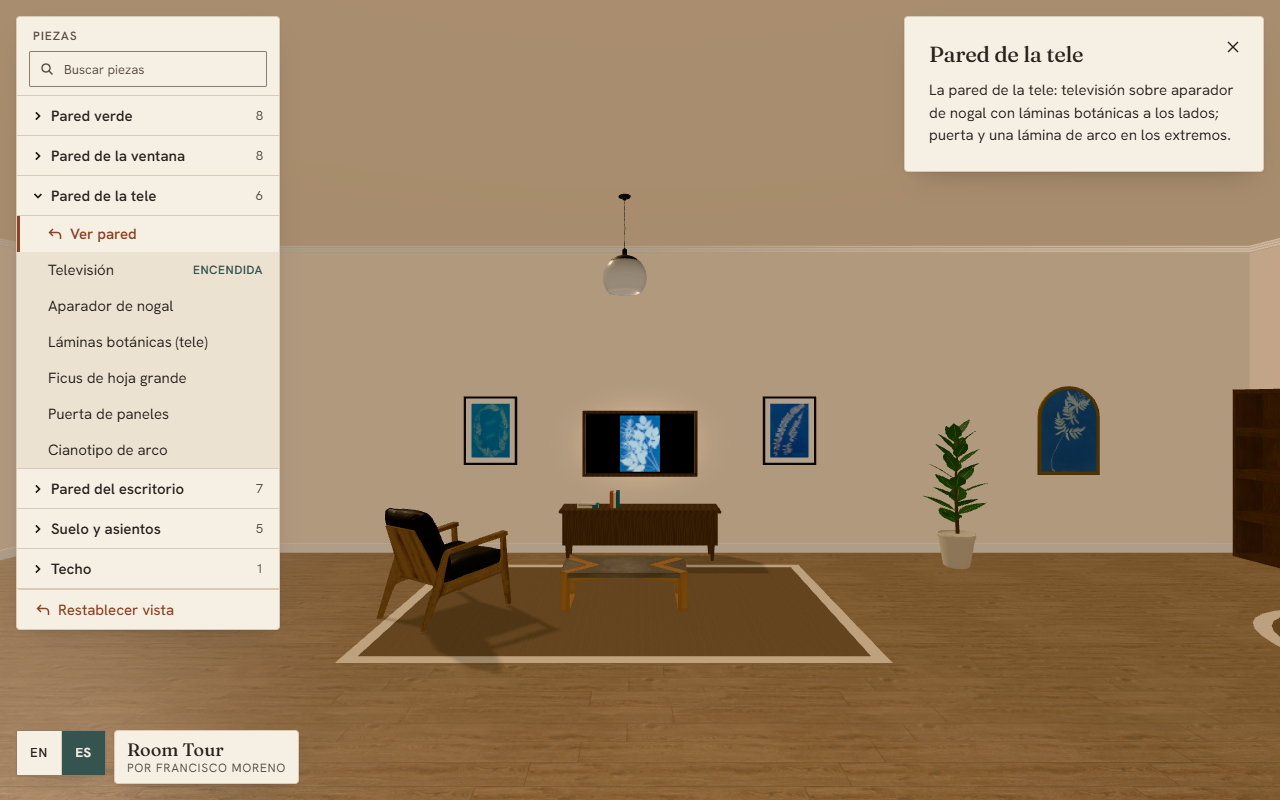 PIEZAS
Buscar piezas
Pared verde 8
Pared de la ventana 8
Pared de la tele 6
Ver pared
Televisión ENCENDIDA
Aparador de nogal
Láminas botánicas (tele)
Ficus de hoja grande
Puerta de paneles
Cianotipo de arco
Pared del escritorio 7
Suelo y asientos 5
Techo 1
Restablecer vista
EN ES
Room Tour
POR FRANCISCO MORENO
Pared de la tele
La pared de la tele: televisión sobre aparador
de nogal con láminas botánicas a los lados;
puerta y una lámina de arco en los extremos.